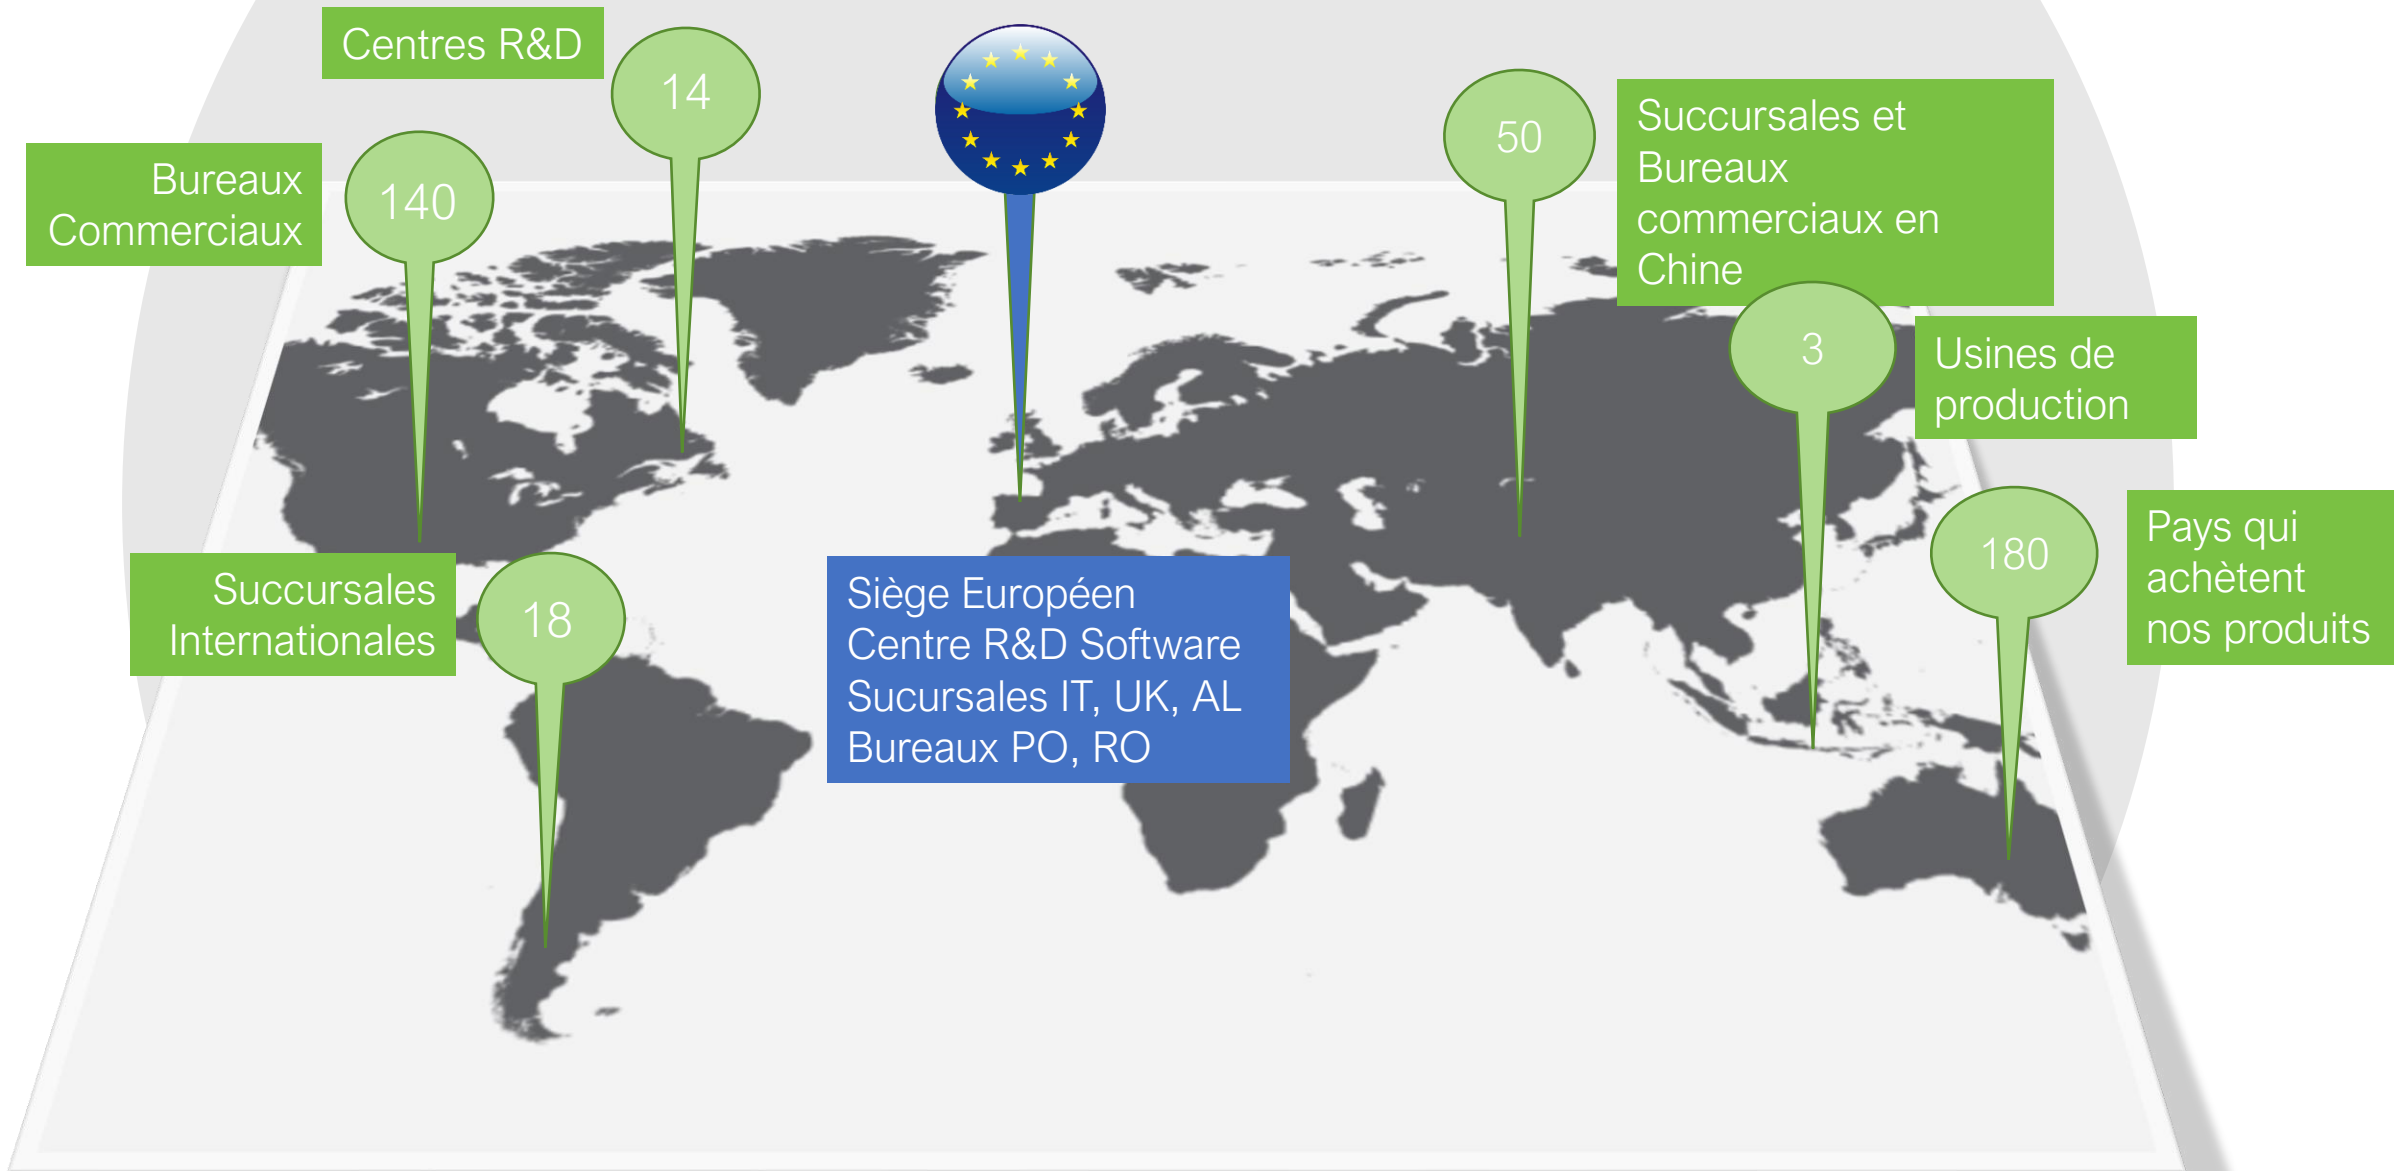 Centres R&D
14
Bureaux
Commerciaux
140
50
Succursales et
Bureaux
commerciaux en
Chine
3
Usines de
production
180
Pays qui
achètent
nos produits
Succursales
Internationales
18
Siège Européen
Centre R&D Software
Sucursales IT, UK, AL
Bureaux PO, RO